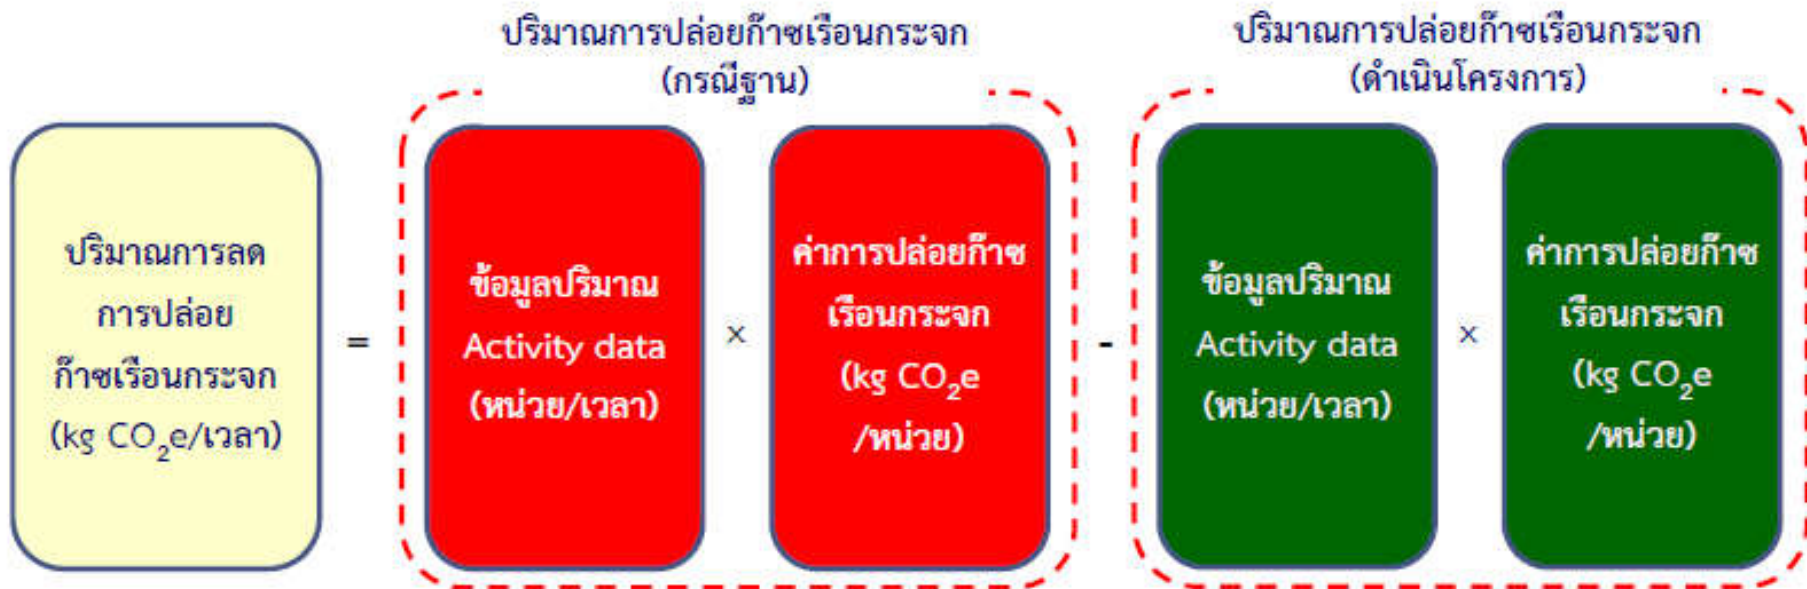 ปริมาณการปล่อยก๊าซเรือนกระจก
(กรณีฐาน)
ปริมาณการปล่อยก๊าซเรือนกระจก
(ดำเนินโครงการ)
ปริมาณการลด
การปล่อย
ก๊าซเรือนกระจก
(kg CO₂e/เวลา)
=
ข้อมูลปริมาณ
Activity data
(หน่วย/เวลา)
x
ค่าการปล่อยก๊าซ
เรือนกระจก
(kg CO₂e
/หน่วย)
-
ข้อมูลปริมาณ
Activity data
(หน่วย/เวลา)
x
ค่าการปล่อยก๊าซ
เรือนกระจก
(kg CO₂e
/หน่วย)